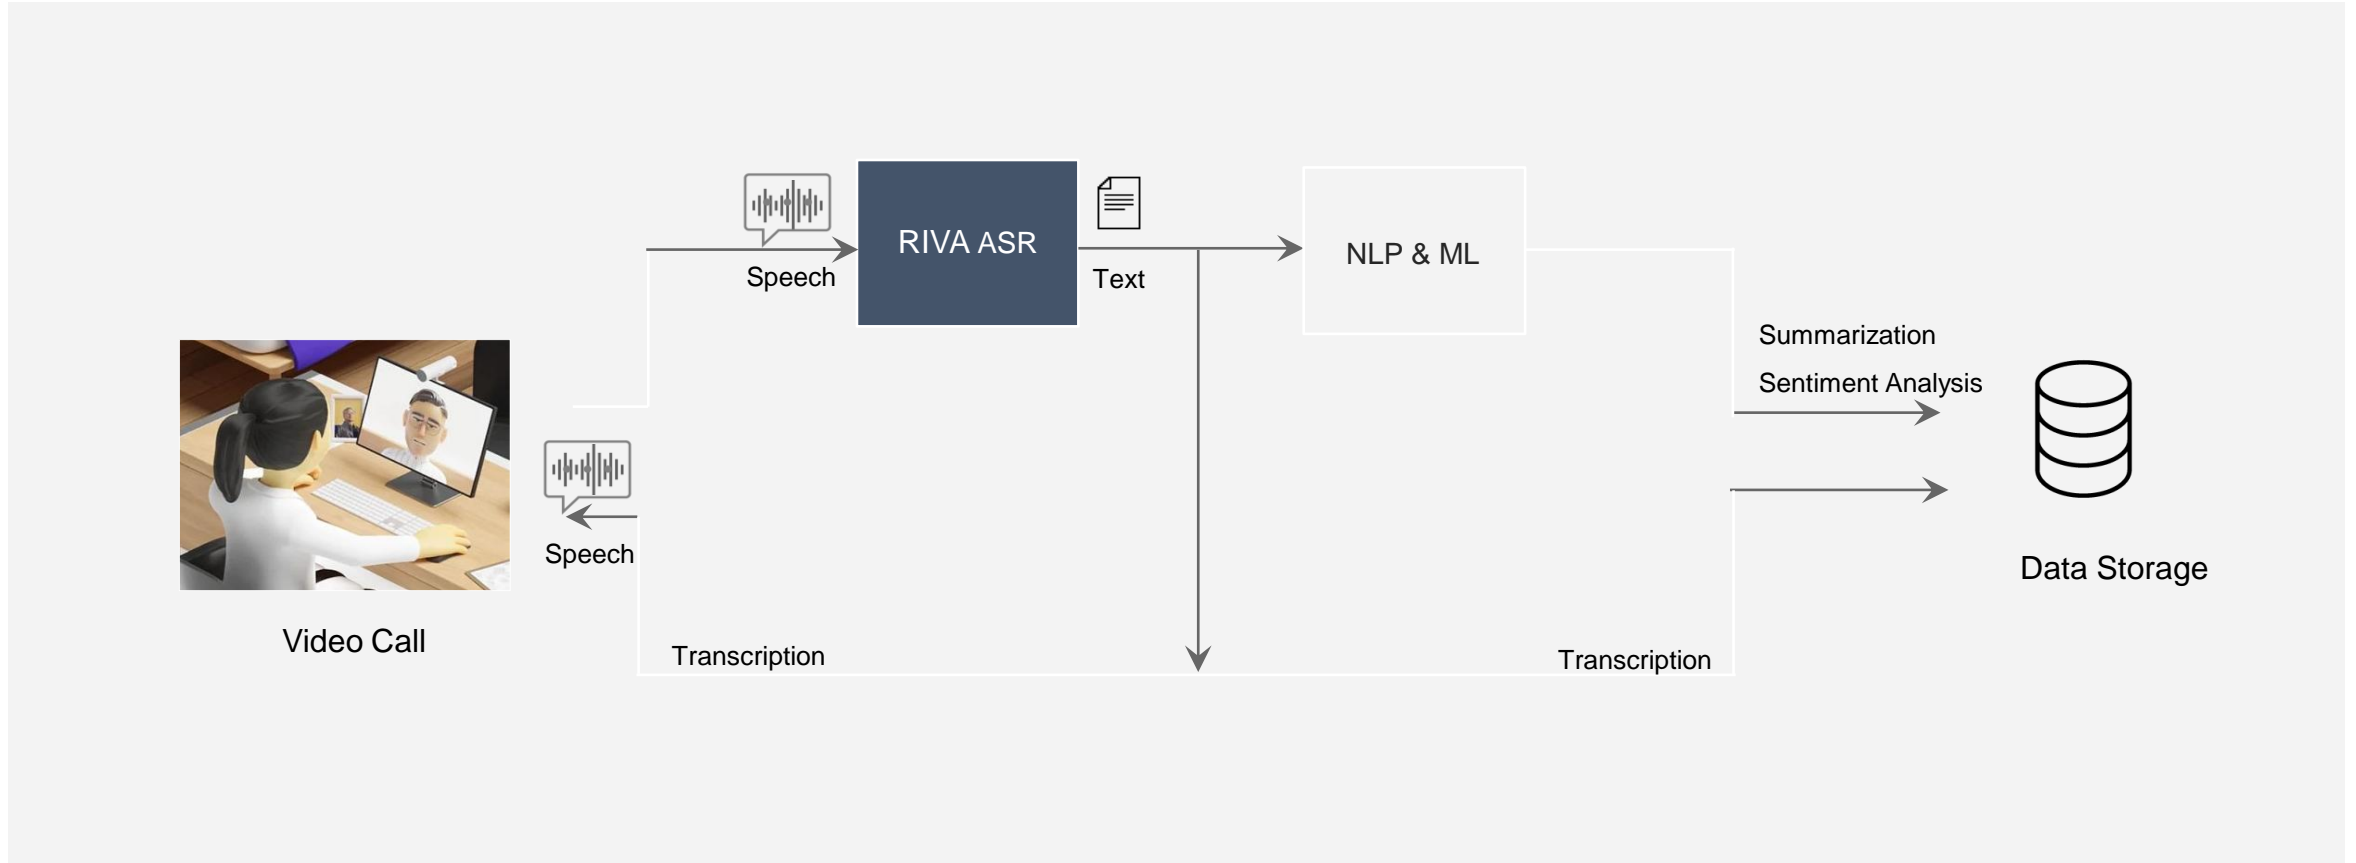 RIVA ASR
Speech
Text
NLP & ML
Summarization
Sentiment Analysis
Speech
Data Storage
Video Call
Transcription
Transcription